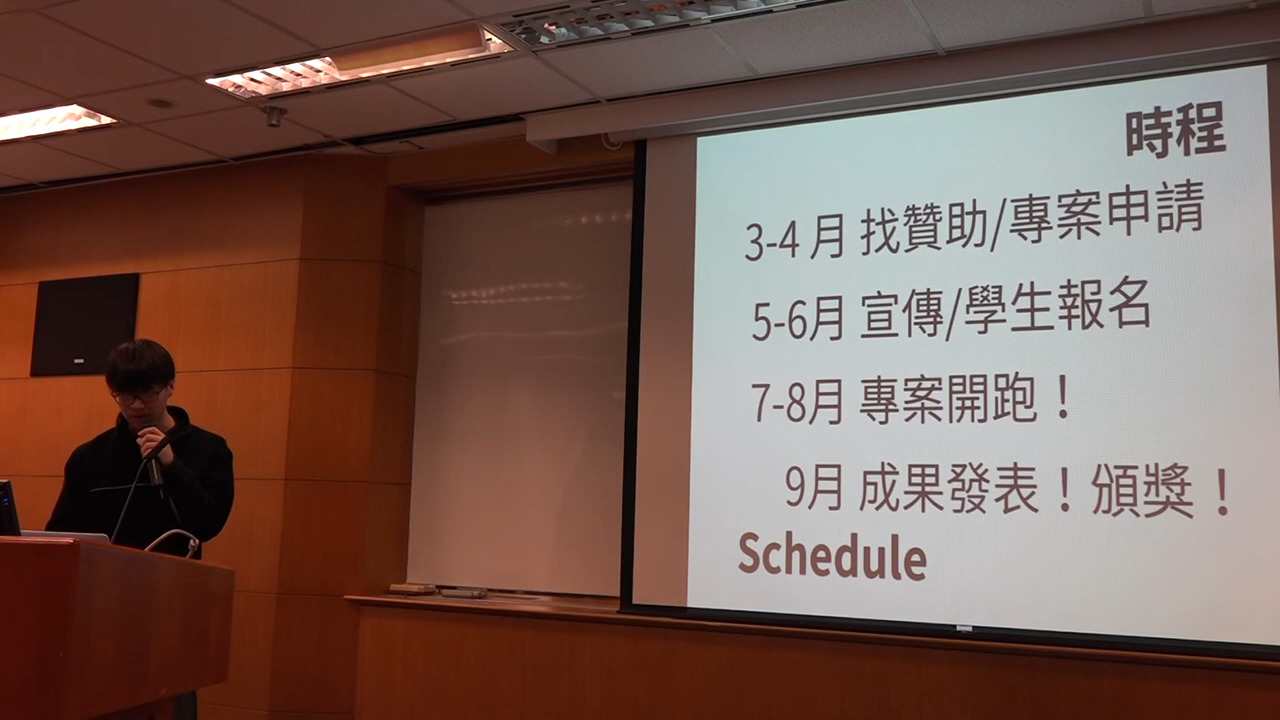 時程
3-4 月 找贊助/專案申請
5-6月 宣傳/學生報名
7-8月 專案開跑！
9月 成果發表！頒獎！
Schedule